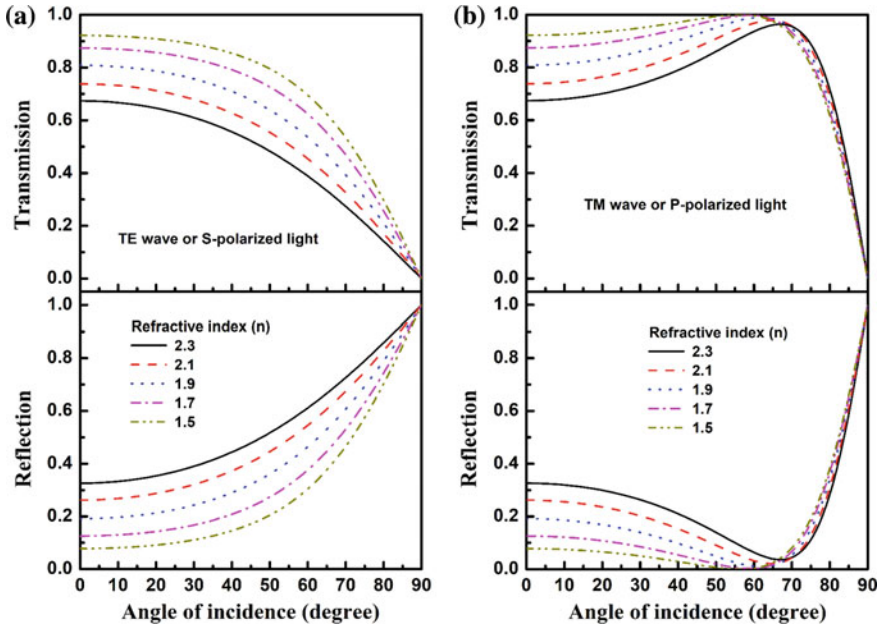 (a)
Transmission
1.0
0.8
0.6
0.4
0.2
0.0
TE wave or S-polarized light
Reflection
1.0
0.8
0.6
0.4
0.2
0.0
Refractive index (n)
2.3
2.1
1.9
1.7
1.5
0 10 20 30 40 50 60 70 80 90
Angle of incidence (degree)
(b)
Transmission
1.0
0.8
0.6
0.4
0.2
0.0
TM wave or P-polarized light
Reflection
1.0
0.8
0.6
0.4
0.2
0.0
Refractive index (n)
2.3
2.1
1.9
1.7
1.5
0 10 20 30 40 50 60 70 80 90
Angle of incidence (degree)